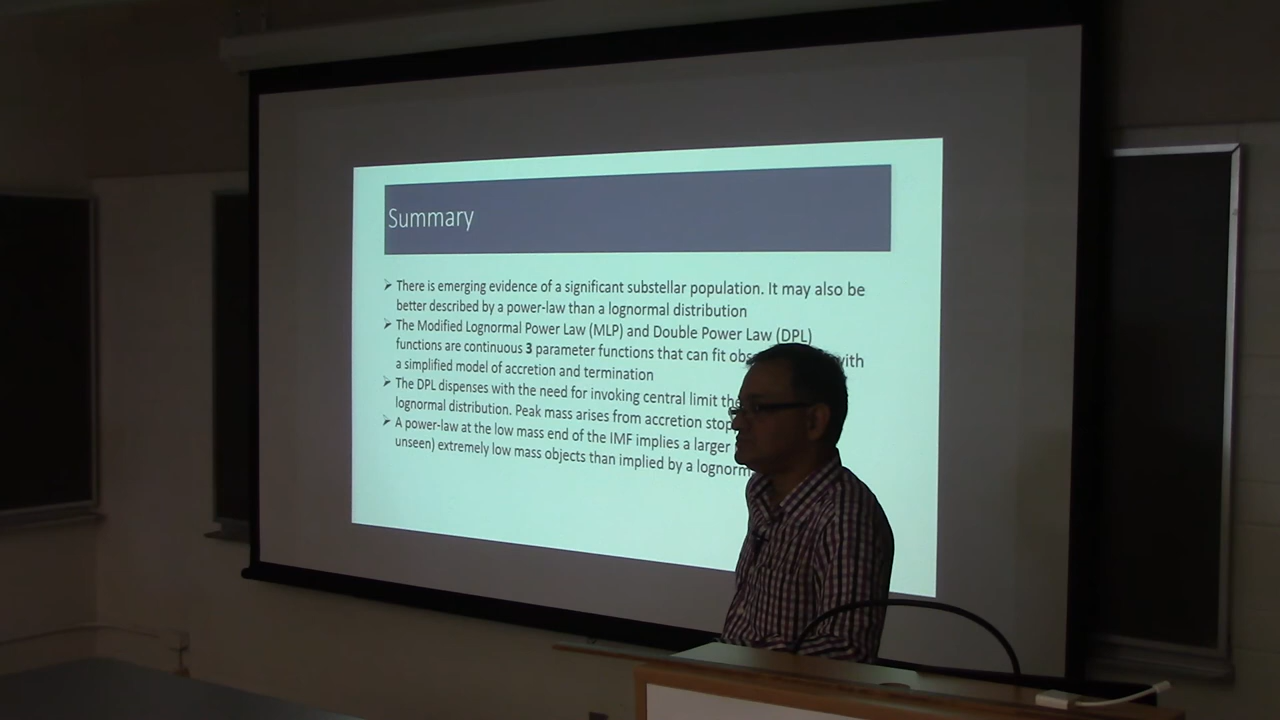 Summary
There is emerging evidence of a significant substellar population. It may also be
better described by a power-law than a lognormal distribution
The Modified Lognormal Power Law (MLP) and Double Power Law (DPL)
functions are continuous 3 parameter functions that can fit with
a simplified model of accretion and termination
The DPL dispenses with the need for invoking central limit
lognormal distribution. Peak mass arises from accretion
A power-law at the low mass end of the IMF implies a larger
unseen) extremely low mass objects than implied by a